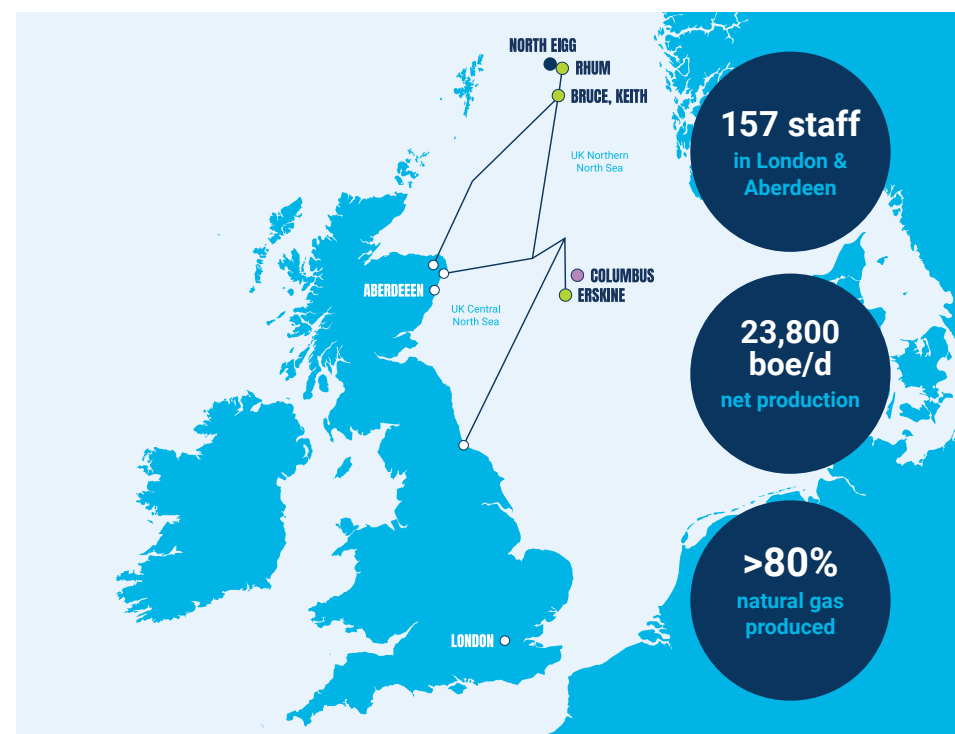 NORTH EIGG
RHUM
BRUCE, KEITH
UK Northern
North Sea
COLUMBUS
ERSKINE
ABERDEEEN
UK Central
North Sea
LONDON
157 staff
in London &
Aberdeen
23,800
boe/d
net production
>80%
natural gas
produced